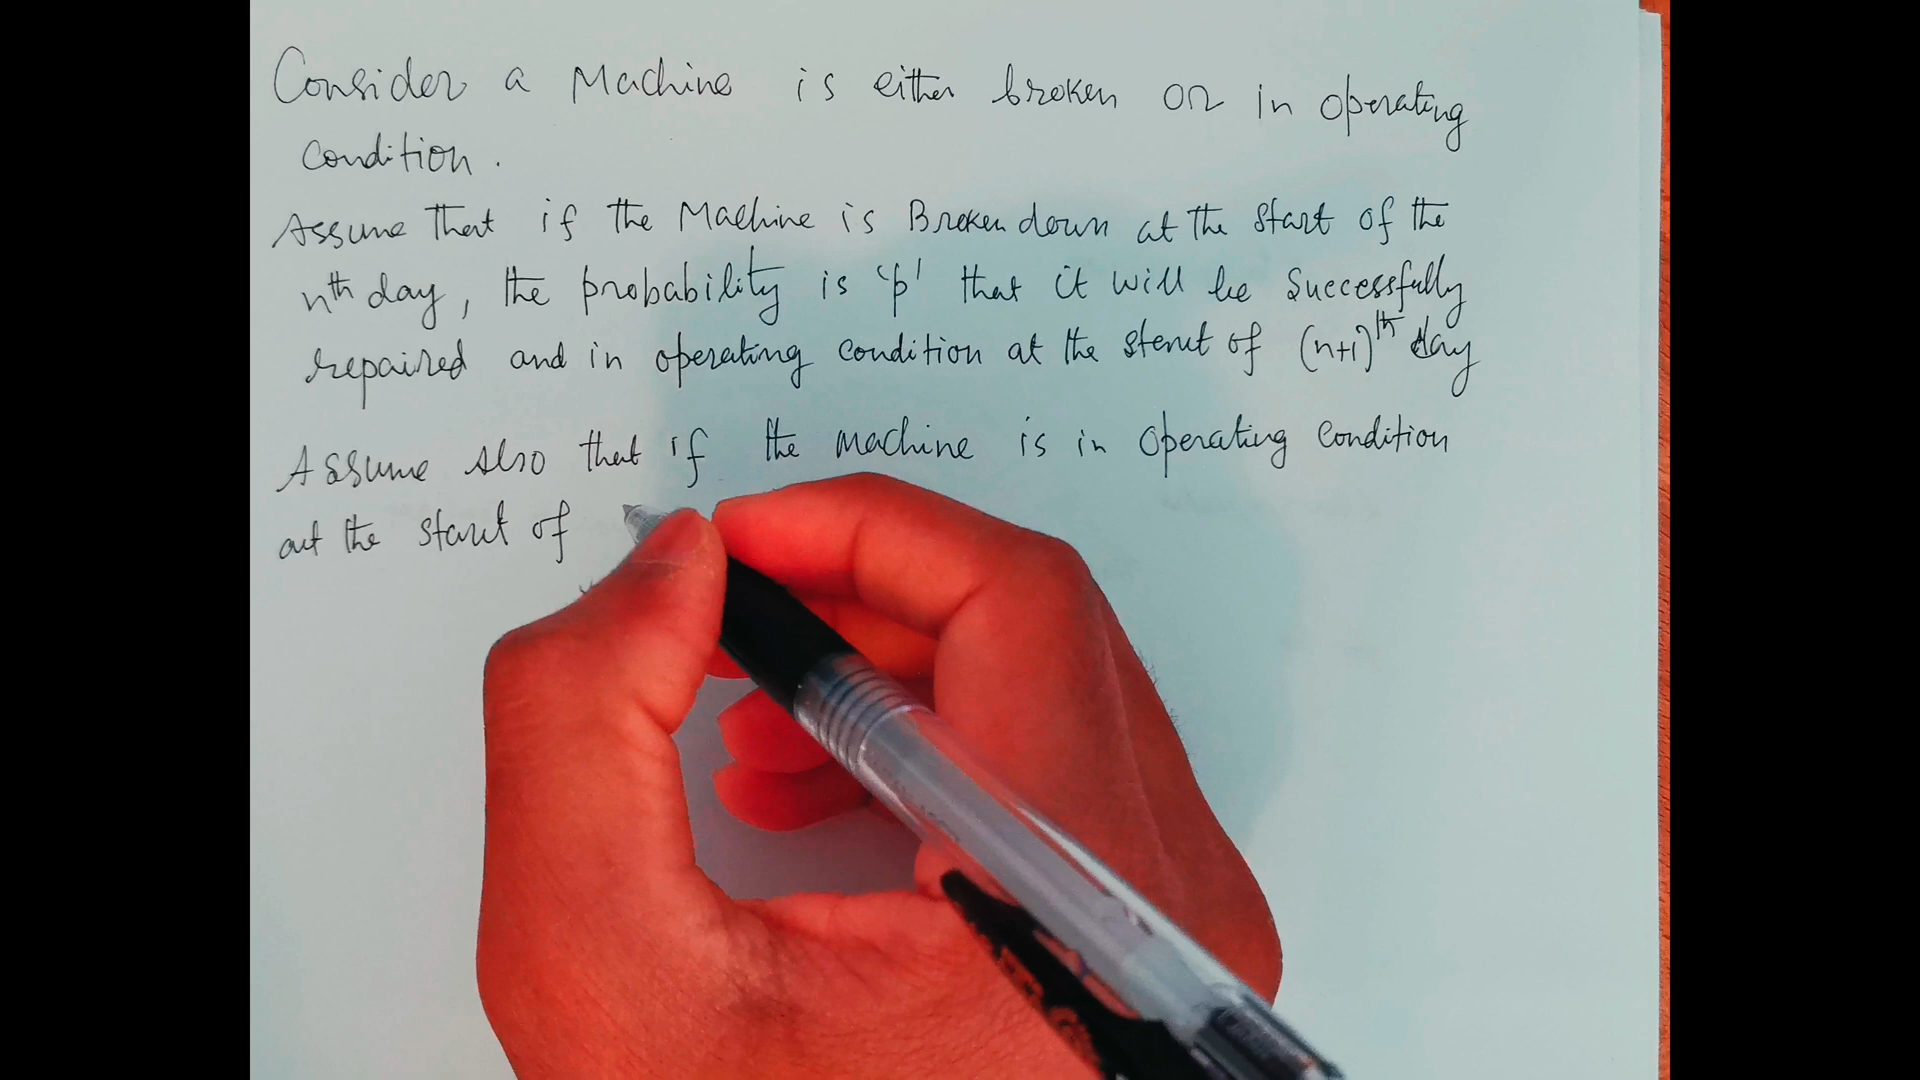 Consider a Machine is either broken or in operating
condition.
Assume that if the Machine is Broken down at the start of the
nth day, the probability is 'p' that it will be Successfully
repaired and in operating condition at the start of (n+1)th day
Assume Also that if the machine is in Operating Condition
at the start of